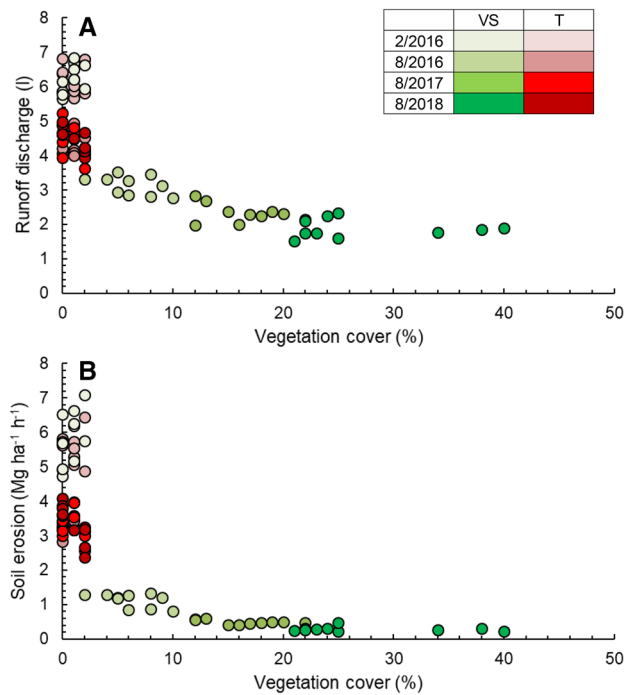 A
VS T
2/2016
8/2016
8/2017
8/2018
8
7
6
5
4
3
2
1
0
Runoff discharge (l)
0 10 20 30 40 50
Vegetation cover (%)
B
8
7
6
5
4
3
2
1
0
Soil erosion (Mg ha⁻¹ h⁻¹)
0 10 20 30 40 50
Vegetation cover (%)